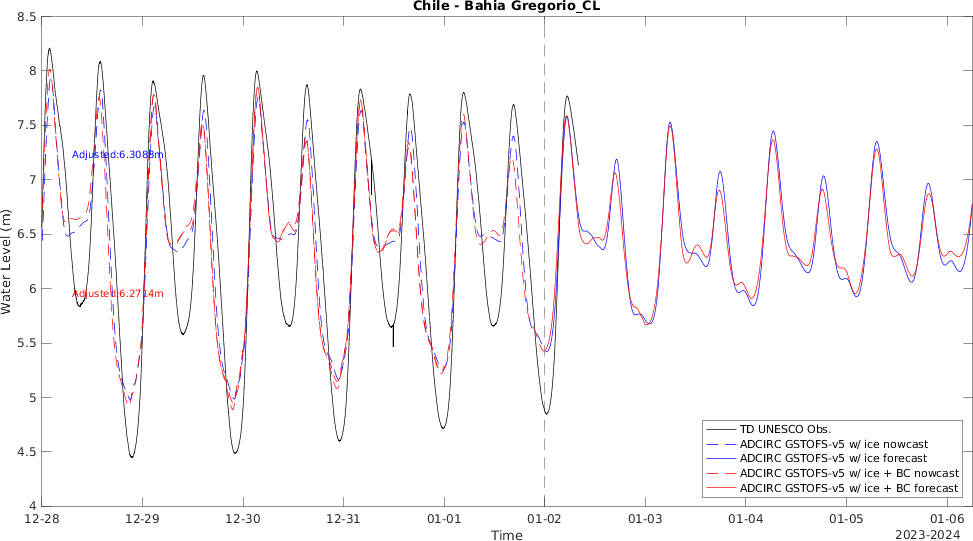 Chile - Bahia Gregorio_CL
8.5
8
7.5
7
6.5
6
5.5
5
4.5
4
Water Level (m)
Adjusted:6.3088m
Adjusted:6.2714m
TD UNESCO Obs.
ADCIRC GSTOFS-v5 w/ ice nowcast
ADCIRC GSTOFS-v5 w/ ice forecast
ADCIRC GSTOFS-v5 w/ ice + BC nowcast
ADCIRC GSTOFS-v5 w/ ice + BC forecast
12-28 12-29 12-30 12-31 01-01 01-02 01-03 01-04 01-05 01-06
Time
2023-2024